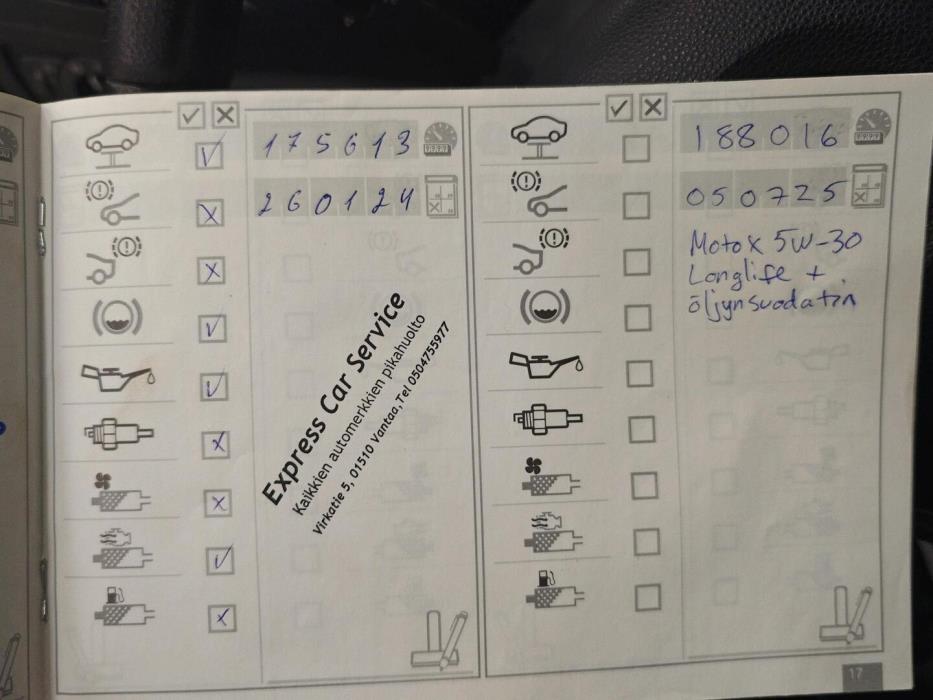 175613
260124
Express Car Service
Kaikkien automerkkien pikahuolto
Virkatie 5, 01510 Vantaa, Tel 0504755977
188016
050725
Motox 5W-30
Longlife +
öljynsuodatin
17